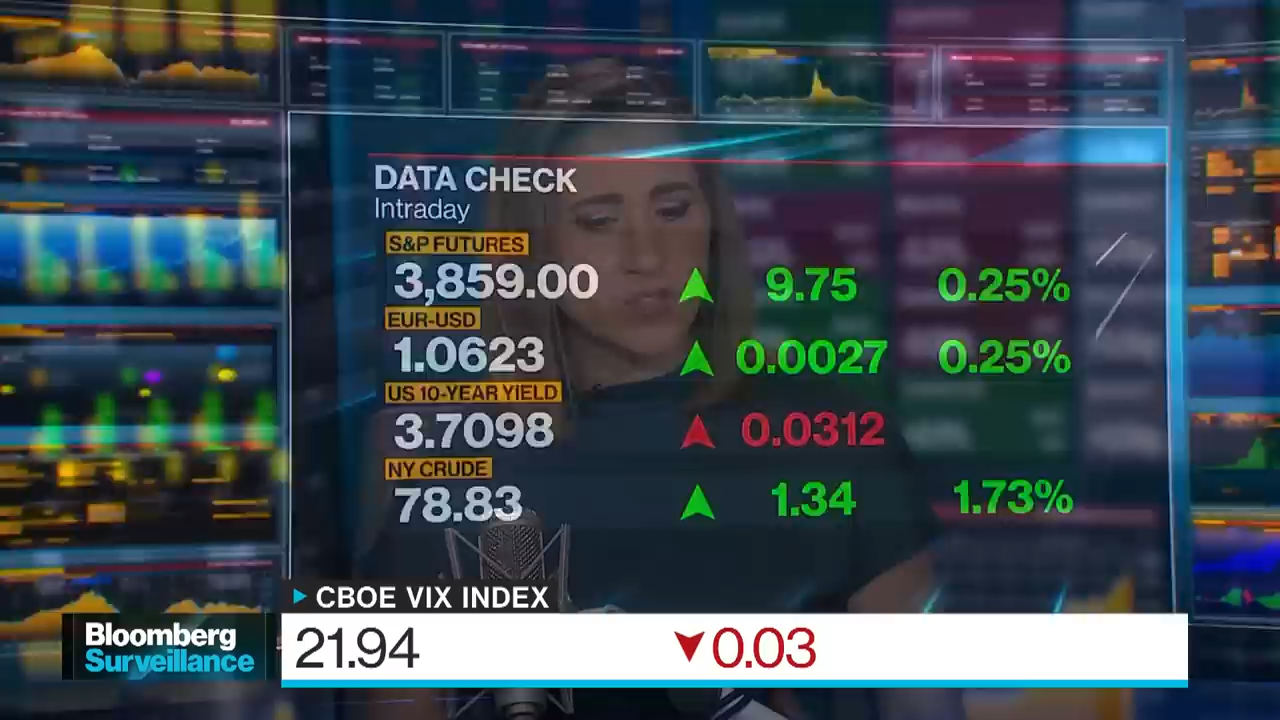 DATA CHECK
Intraday
S&P FUTURES
3,859.00 ▲ 9.75 0.25%
EUR-USD
1.0623 ▲ 0.0027 0.25%
US 10-YEAR YIELD
3.7098 ▲ 0.0312
NY CRUDE
78.83 ▲ 1.34 1.73%
CBOE VIX INDEX
Bloomberg
Surveillance
21.94 ▼ 0.03